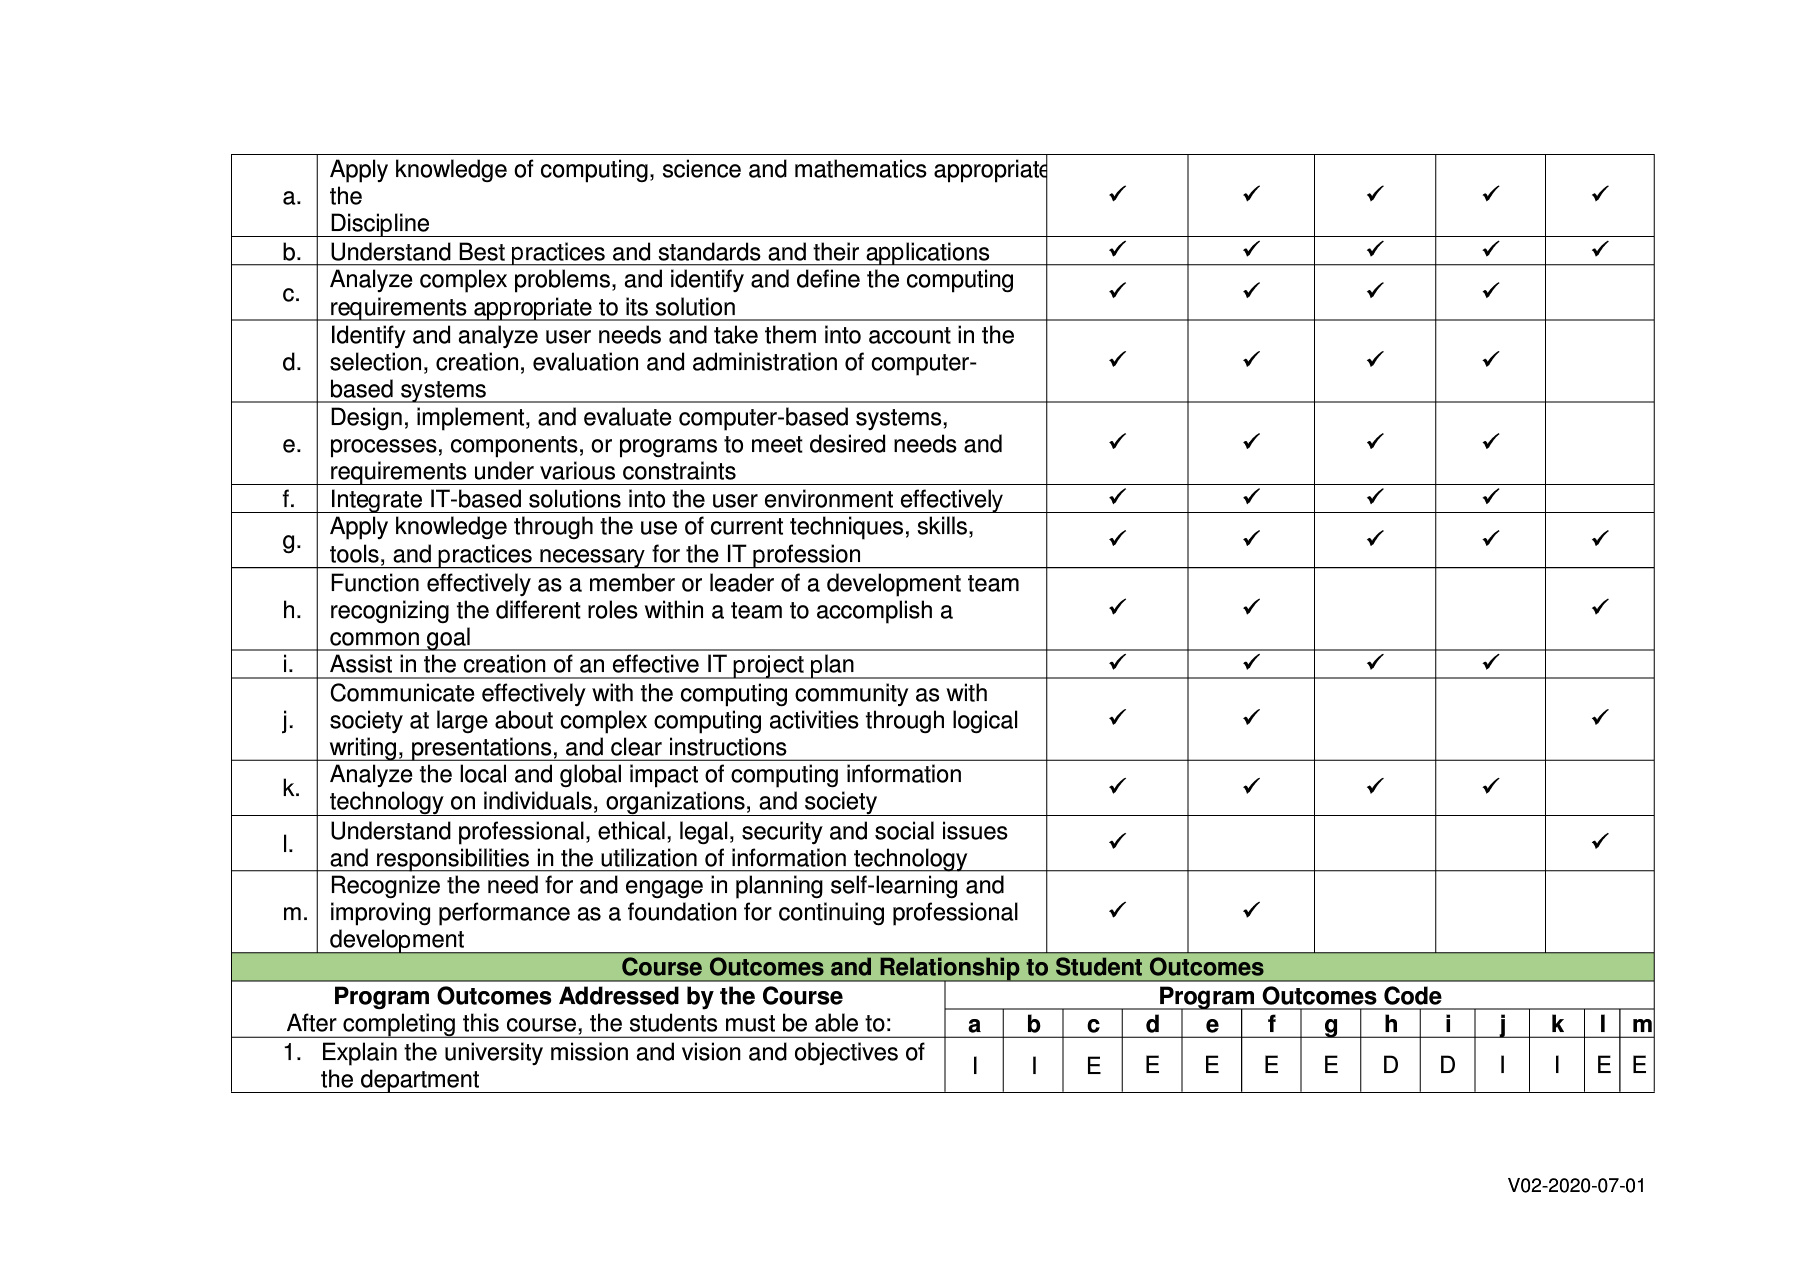 Apply knowledge of computing, science and mathematics appropriate
a. the ✓ ✓ ✓ ✓ ✓
Discipline
b. Understand Best practices and standards and their applications ✓ ✓ ✓ ✓ ✓
Analyze complex problems, and identify and define the computing
c. requirements appropriate to its solution ✓ ✓ ✓ ✓
Identify and analyze user needs and take them into account in the
d. selection, creation, evaluation and administration of computer- ✓ ✓ ✓ ✓
based systems
Design, implement, and evaluate computer-based systems,
e. processes, components, or programs to meet desired needs and ✓ ✓ ✓ ✓
requirements under various constraints
f. Integrate IT-based solutions into the user environment effectively ✓ ✓ ✓ ✓
Apply knowledge through the use of current techniques, skills,
g. tools, and practices necessary for the IT profession ✓ ✓ ✓ ✓ ✓
Function effectively as a member or leader of a development team
h. recognizing the different roles within a team to accomplish a ✓ ✓ ✓
common goal
i. Assist in the creation of an effective IT project plan ✓ ✓ ✓ ✓
Communicate effectively with the computing community as with
j. society at large about complex computing activities through logical ✓ ✓ ✓
writing, presentations, and clear instructions
Analyze the local and global impact of computing information
k. technology on individuals, organizations, and society ✓ ✓ ✓ ✓
Understand professional, ethical, legal, security and social issues
l. and responsibilities in the utilization of information technology ✓ ✓
Recognize the need for and engage in planning self-learning and
m. improving performance as a foundation for continuing professional ✓ ✓
development
Course Outcomes and Relationship to Student Outcomes
Program Outcomes Addressed by the Course Program Outcomes Code
After completing this course, the students must be able to: a b c d e f g h i j k l m
1. Explain the university mission and vision and objectives of I I E E E E E D D I I E E
the department
V02-2020-07-01